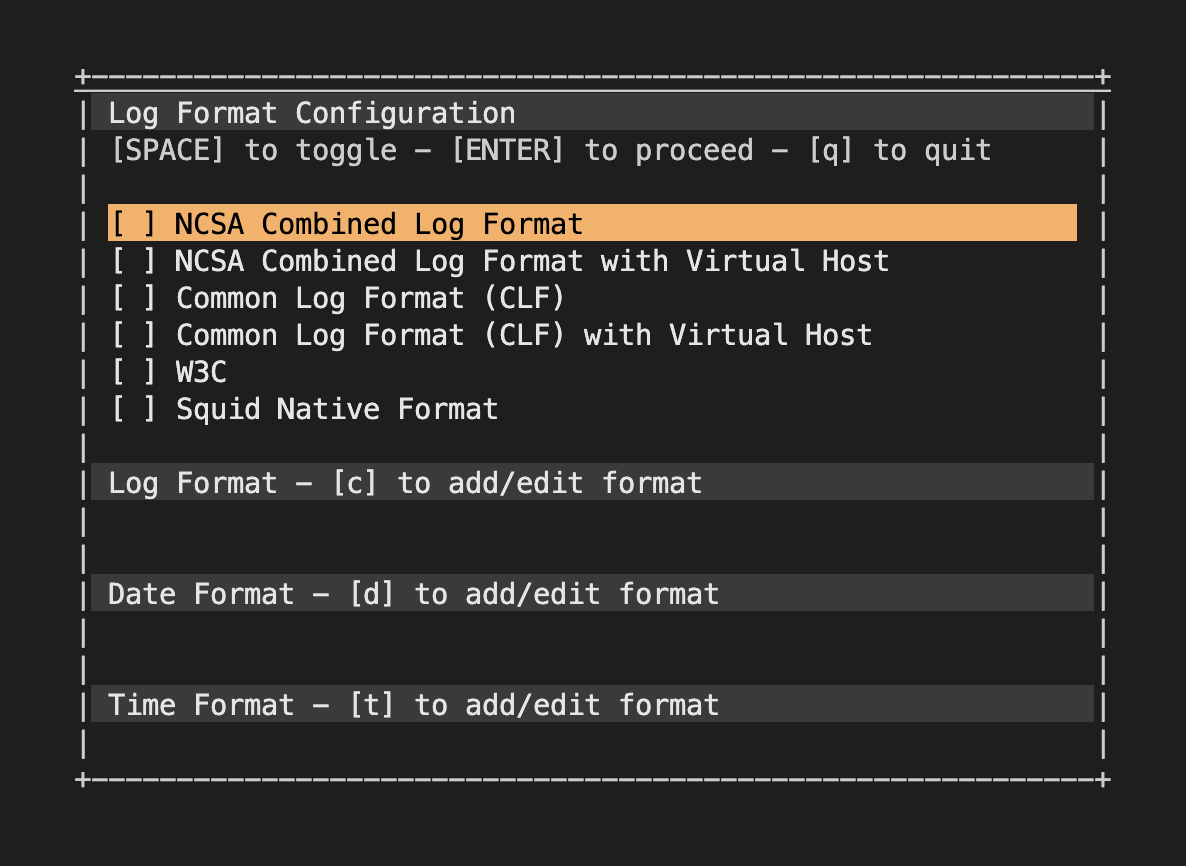 Log Format Configuration
[SPACE] to toggle - [ENTER] to proceed - [q] to quit
[ ] NCSA Combined Log Format
[ ] NCSA Combined Log Format with Virtual Host
[ ] Common Log Format (CLF)
[ ] Common Log Format (CLF) with Virtual Host
[ ] W3C
[ ] Squid Native Format
Log Format - [c] to add/edit format
Date Format - [d] to add/edit format
Time Format - [t] to add/edit format